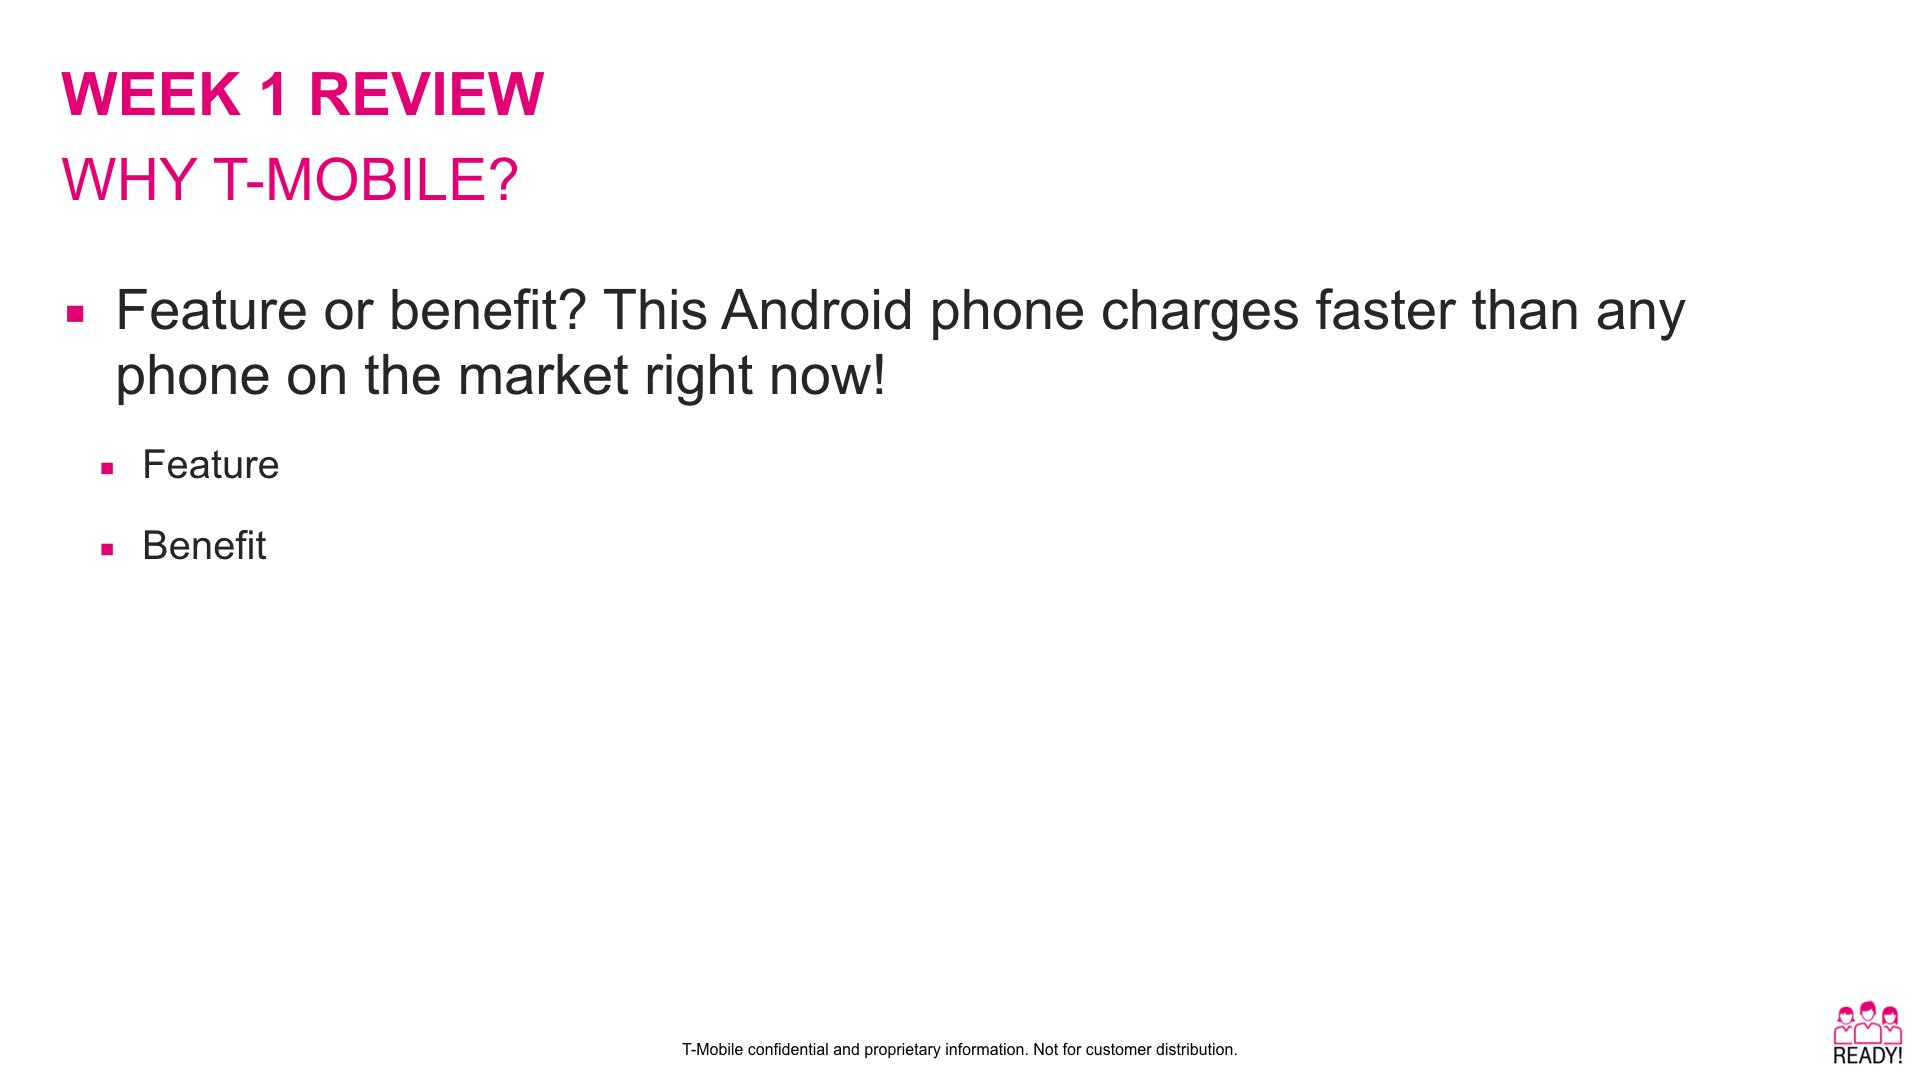 WEEK 1 REVIEW
WHY T-MOBILE?
Feature or benefit? This Android phone charges faster than any
phone on the market right now!
Feature
Benefit
T-Mobile confidential and proprietary information. Not for customer distribution.
READY!